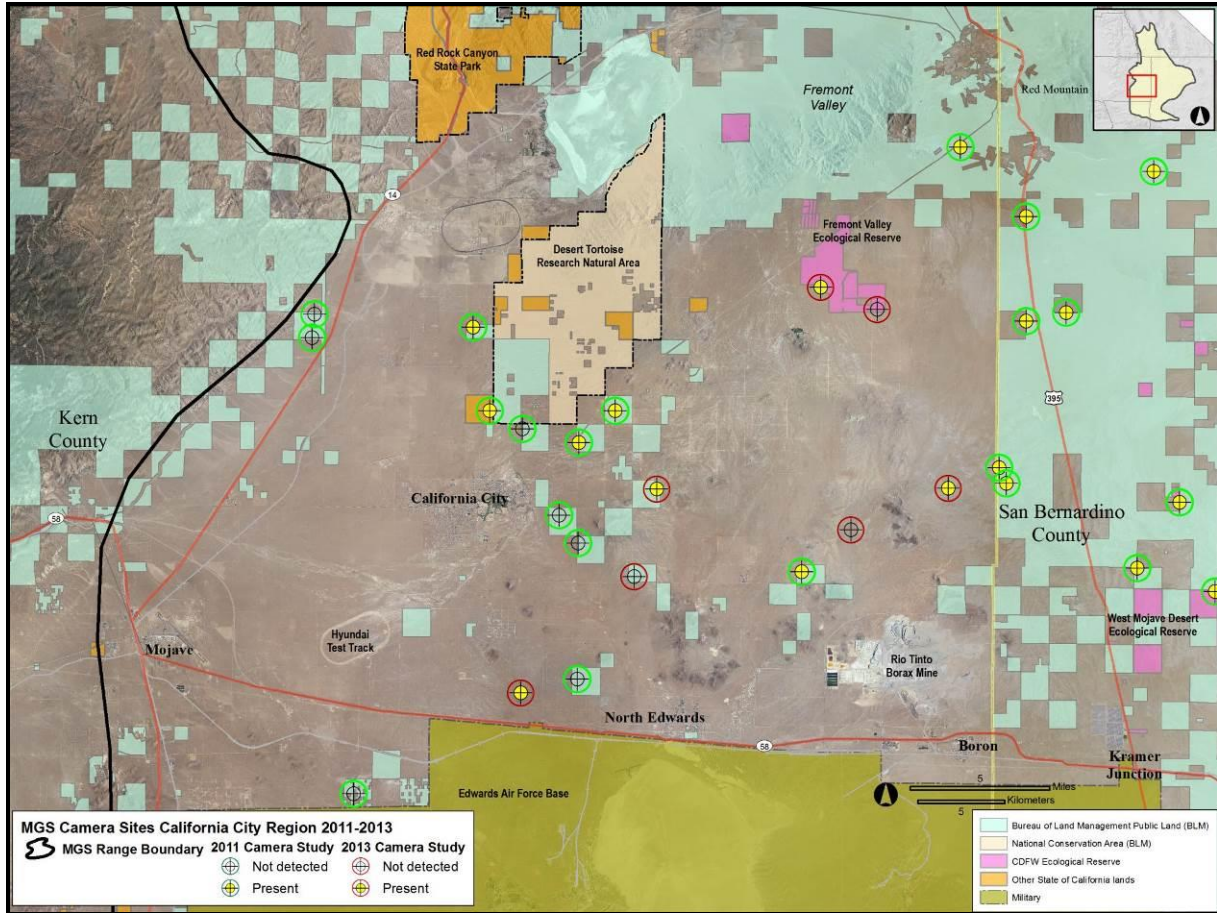 Red Rock Canyon
State Park
Fremont
Valley
Red Mountain
14
Desert Tortoise
Research Natural Area
Fremont Valley
Ecological Reserve
395
Kern
County
California City
58
San Bernardino
County
Mojave
Hyundai
Test Track
West Mojave Desert
Ecological Reserve
Rio Tinto
Borax Mine
North Edwards
58
Boron
Kramer
Junction
Edwards Air Force Base
5
Miles
Kilometers
5
MGS Camera Sites California City Region 2011-2013
MGS Range Boundary 2011 Camera Study 2013 Camera Study
Not detected Not detected
Present Present
Bureau of Land Management Public Land (BLM)
National Conservation Area (BLM)
CDFW Ecological Reserve
Other State of California lands
Military